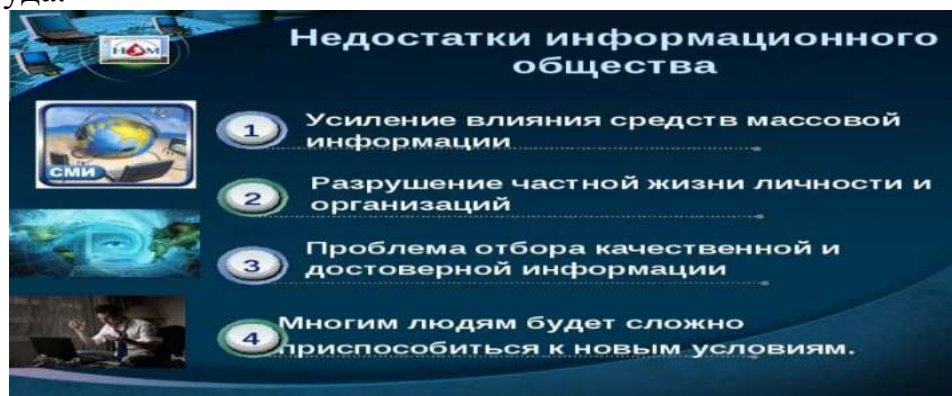 уда.
Недостатки информационного
общества
1
Усиление влияния средств массовой
информации
СМИ
2
Разрушение частной жизни личности и
организаций
3
Проблема отбора качественной и
достоверной информации
4
Многим людям будет сложно
приспособиться к новым условиям.